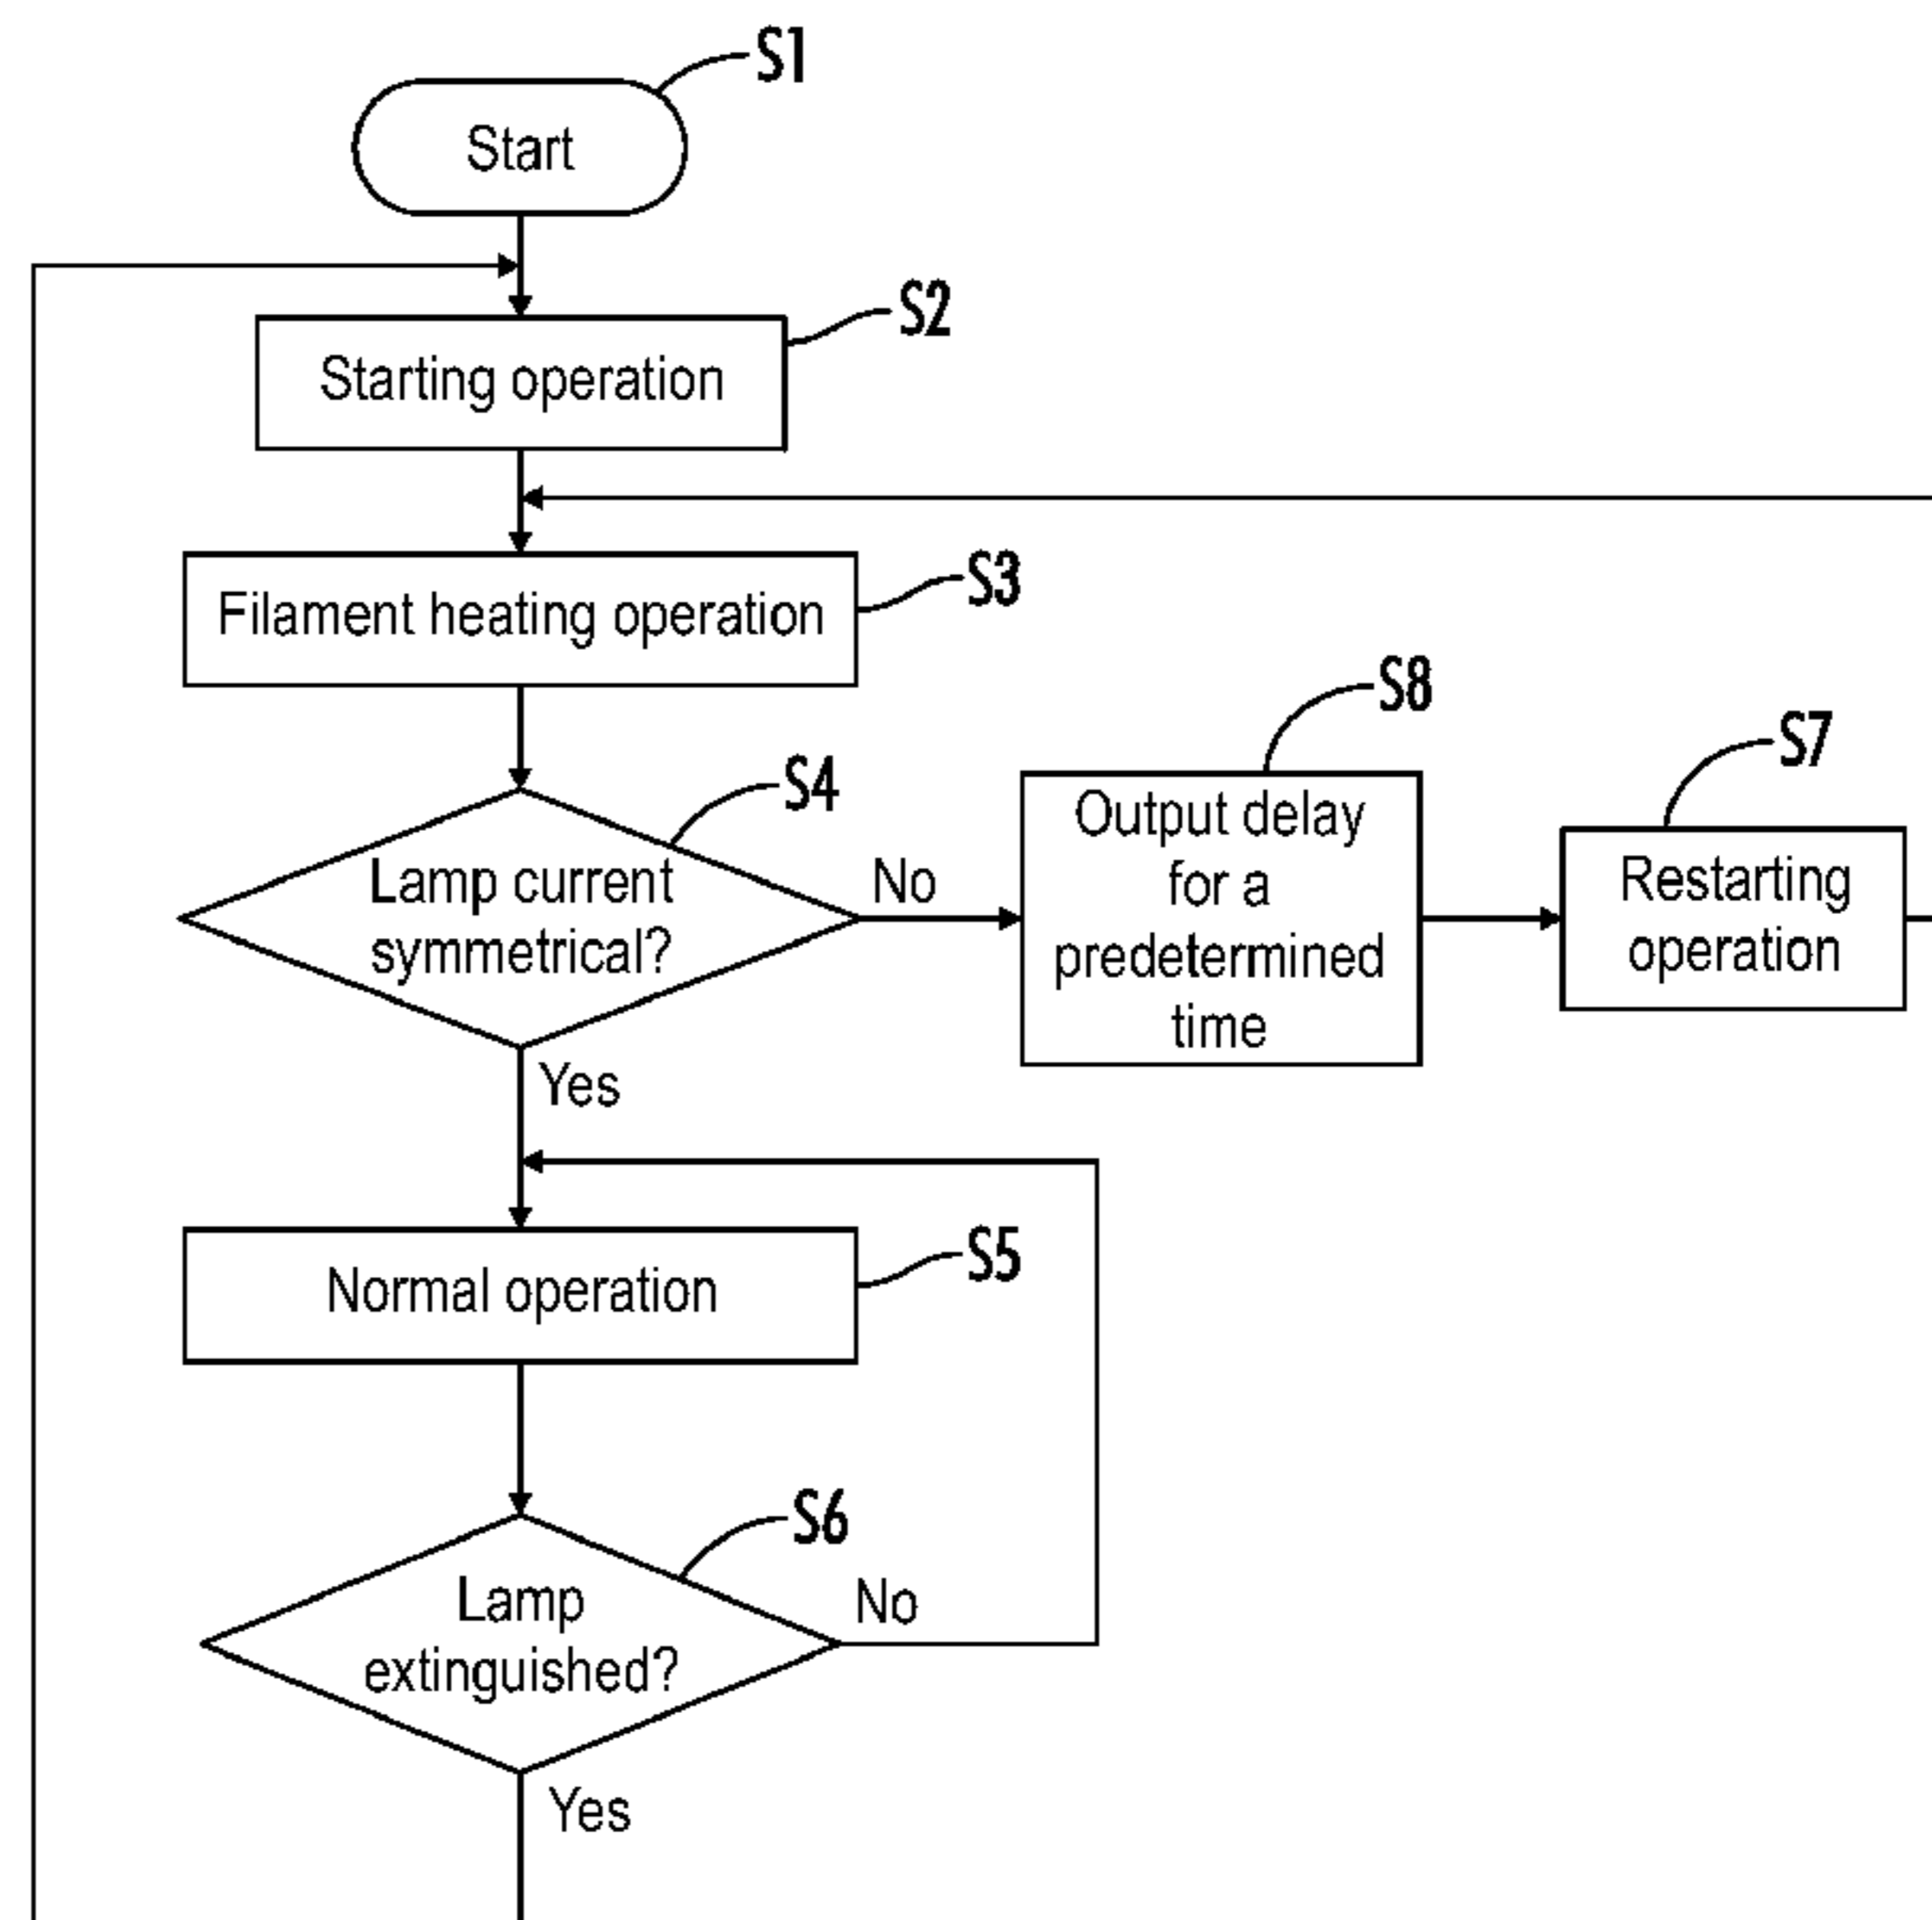 S1
Start
S2
Starting operation
S3
Filament heating operation
S4
Lamp current
symmetrical?
No
S8
Output delay
for a
predetermined
time
S7
Restarting
operation
Yes
S5
Normal operation
S6
Lamp
extinguished?
No
Yes